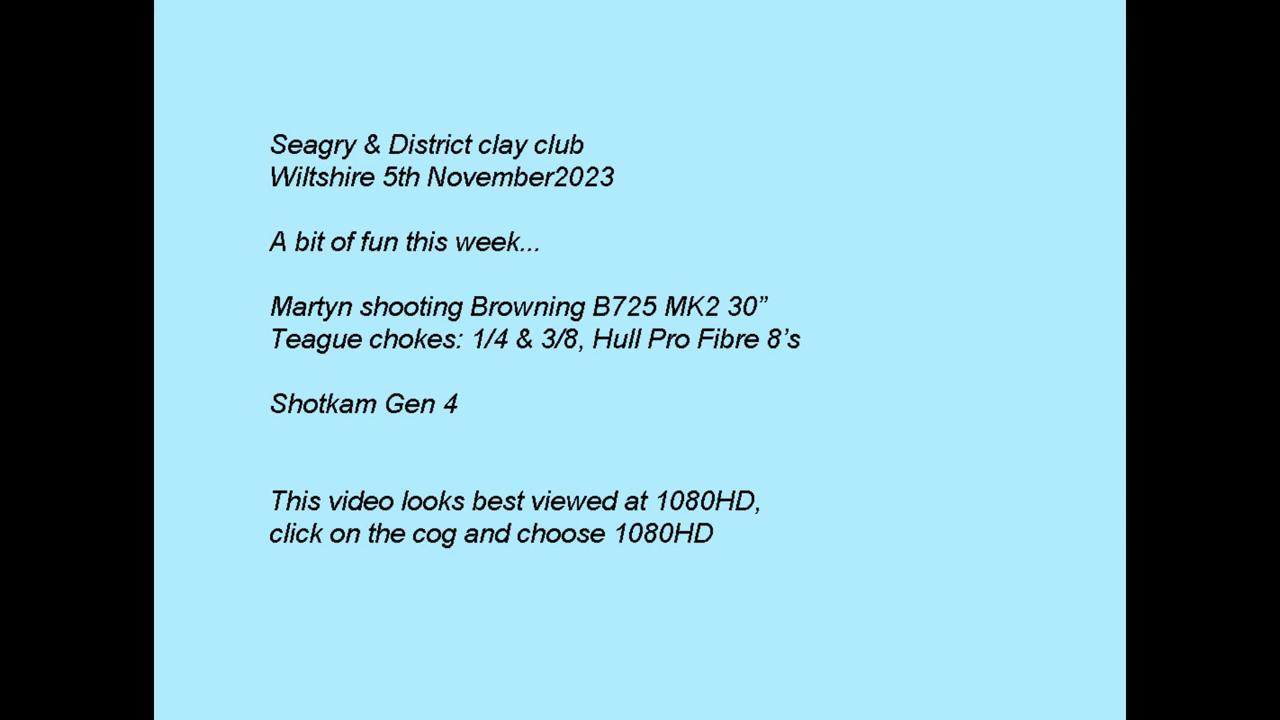 Seagry & District clay club
Wiltshire 5th November2023
A bit of fun this week...
Martyn shooting Browning B725 MK2 30”
Teague chokes: 1/4 & 3/8, Hull Pro Fibre 8’s
Shotkam Gen 4
This video looks best viewed at 1080HD,
click on the cog and choose 1080HD